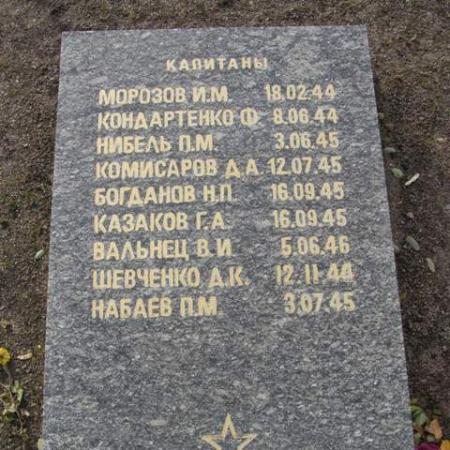 КАПИТАНЫ
МОРОЗОВ И.М. 18.02.44
КОНДАРТЕНКО Ф. 8.06.44
НИБЕЛЬ П.М. 3.06.45
КОМИСАРОВ Д.А. 12.07.45
БОГДАНОВ Н.П. 16.09.45
КАЗАКОВ Г.А. 16.09.45
ВАЛЬНЕЦ В.И 5.06.46
ШЕВЧЕНКО Д.К. 12.11.44
НАБАЕВ П.М. 3.07.45